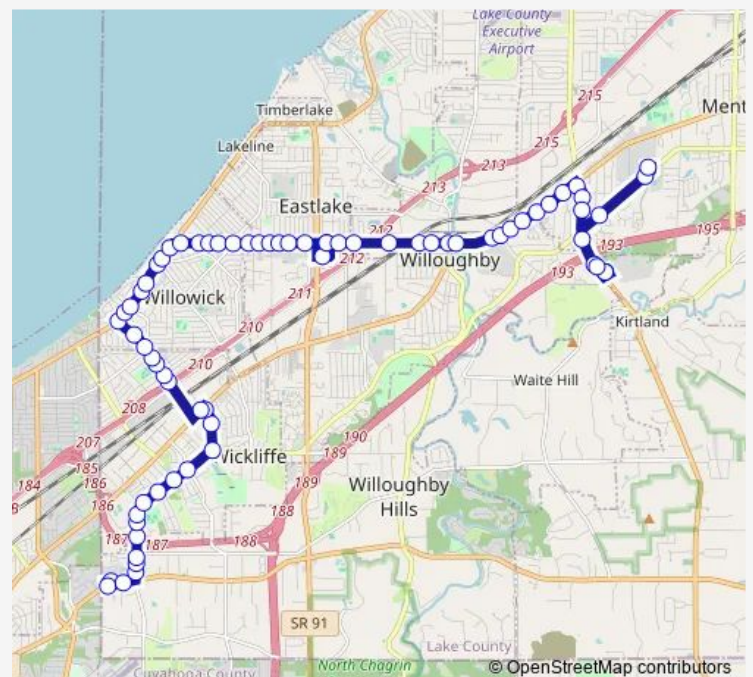 Lake County
Executive
Airport
215
Ment
Timberlake
215
Lakeline
213
213
Eastlake
195
212
193
212
Willoughby
193
211
Willowick
210
Kirtland
210
Waite Hill
208
207
190
184
185
Wickliffe
189
186
189
Willoughby
Hills
188
187
187
188
SR 91
Lake County
North Chagrin
Cuyahoga County
© OpenStreetMap contributors